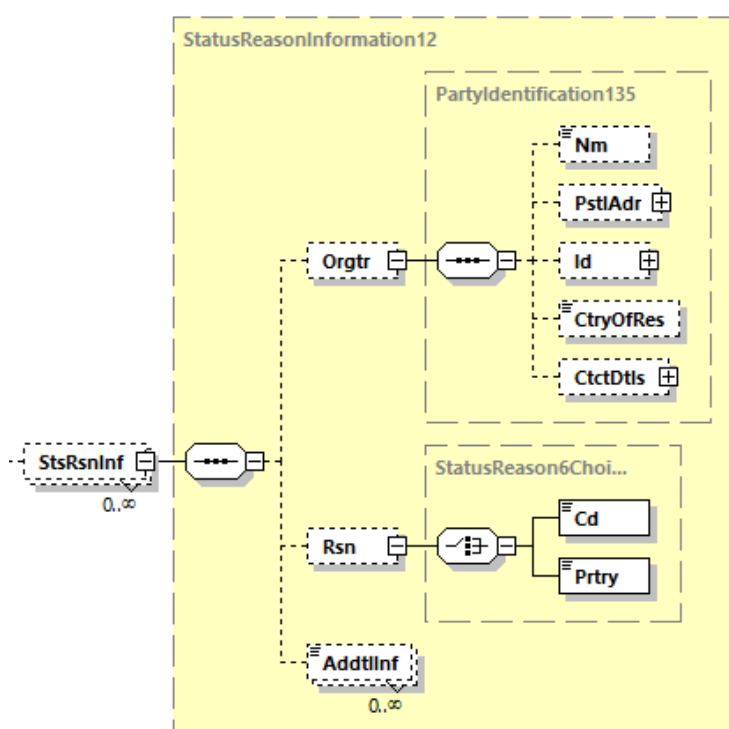 StatusReasonInformation12
PartyIdentification135
Nm
PstlAdr
Orgtr
Id
CtryOfRes
CtctDtls
StsRsnInf
0..∞
StatusReason6Choi...
Cd
Rsn
Prtry
AddtlInf
0..∞